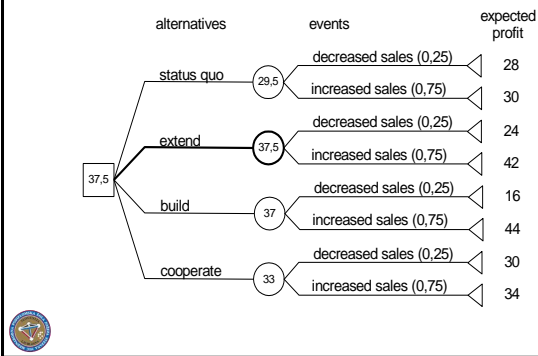 alternatives events expected profit
decreased sales (0,25) 28
status quo 29,5
increased sales (0,75) 30
decreased sales (0,25) 24
extend 37,5
increased sales (0,75) 42
37,5
decreased sales (0,25) 16
build 37
increased sales (0,75) 44
decreased sales (0,25) 30
cooperate 33
increased sales (0,75) 34